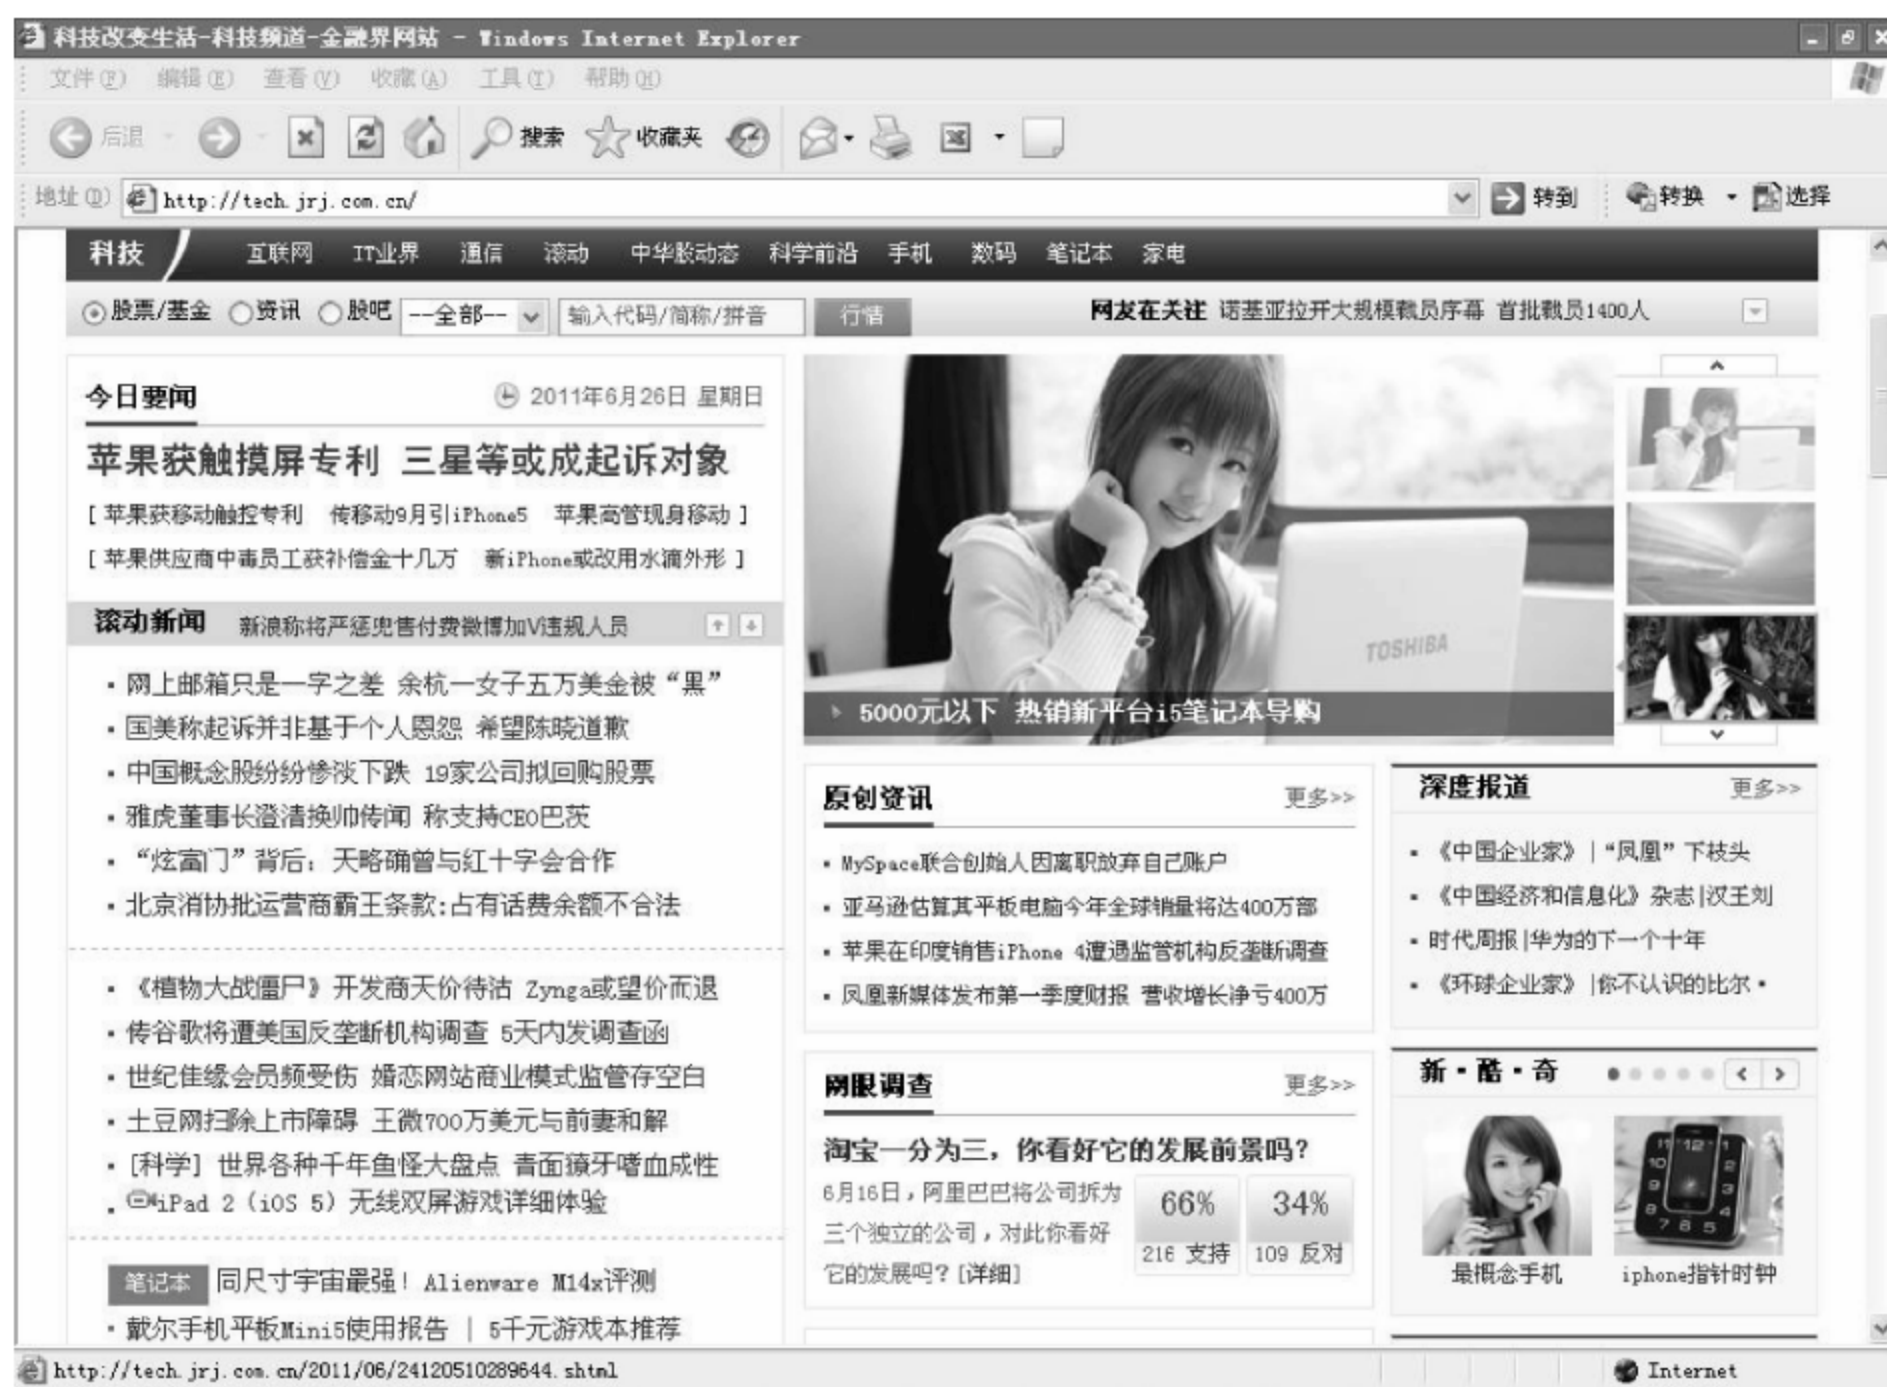 科技改变生活-科技频道-金融界网站 - Windows Internet Explorer
文件(F) 编辑(E) 查看(V) 收藏(A) 工具(T) 帮助(H)
后退 搜索 收藏夹
地址(D) http://tech.jrj.com.cn/ 转到 转换 选择
科技 互联网 IT业界 通信 滚动 中华股动态 科学前沿 手机 数码 笔记本 家电
股票/基金 资讯 股吧 --全部-- 输入代码/简称/拼音 行情 网友在关注 诺基亚拉开大规模裁员序幕 首批裁员1400人
今日要闻 2011年6月26日 星期日
苹果获触摸屏专利 三星等或成起诉对象
[ 苹果获移动触控专利 传移动9月引iPhone5 苹果高管现身移动 ]
[ 苹果供应商中毒员工获补偿金十几万 新iPhone或改用水滴外形 ]
滚动新闻 新浪称将严惩兜售付费微博加V违规人员
· 网上邮箱只是一字之差 余杭一女子五万美金被“黑”
· 国美称起诉并非基于个人恩怨 希望陈晓道歉
· 中国概念股纷纷惨淡下跌 19家公司拟回购股票
· 雅虎董事长澄清换帅传闻 称支持CEO巴茨
· “炫富门”背后：天略确曾与红十字会合作
· 北京消协批运营商霸王条款:占有话费余额不合法
· 《植物大战僵尸》开发商天价待沽 Zynga或望价而退
· 传谷歌将遭美国反垄断机构调查 5天内发调查函
· 世纪佳缘会员频受伤 婚恋网站商业模式监管存空白
· 土豆网扫除上市障碍 王微700万美元与前妻和解
· [科学] 世界各种千年鱼怪大盘点 青面獠牙嗜血成性
· iPad 2（iOS 5）无线双屏游戏详细体验
笔记本 同尺寸宇宙最强！Alienware M14x评测
· 戴尔手机平板Mini5使用报告 | 5千元游戏本推荐
TOSHIBA
5000元以下 热销新平台i5笔记本导购
原创资讯 更多>>
· MySpace联合创始人因离职放弃自己账户
· 亚马逊估算其平板电脑今年全球销量将达400万部
· 苹果在印度销售iPhone 4遭遇监管机构反垄断调查
· 凤凰新媒体发布第一季度财报 营收增长净亏400万
网眼调查 更多>>
淘宝一分为三，你看好它的发展前景吗？
6月16日，阿里巴巴将公司拆为
三个独立的公司，对此你看好
它的发展吧？[详细]
66% 34%
216 支持 109 反对
深度报道 更多>>
· 《中国企业家》|“凤凰”下枝头
· 《中国经济和信息化》杂志|汉王刘
· 时代周报|华为的下一个十年
· 《环球企业家》|你不认识的比尔·
新·酷·奇
11 12 1
10 2
9 3
8 7 6 5 4
最概念手机 iphone指针时钟
http://tech.jrj.com.cn/2011/06/24120510289644.shtml Internet